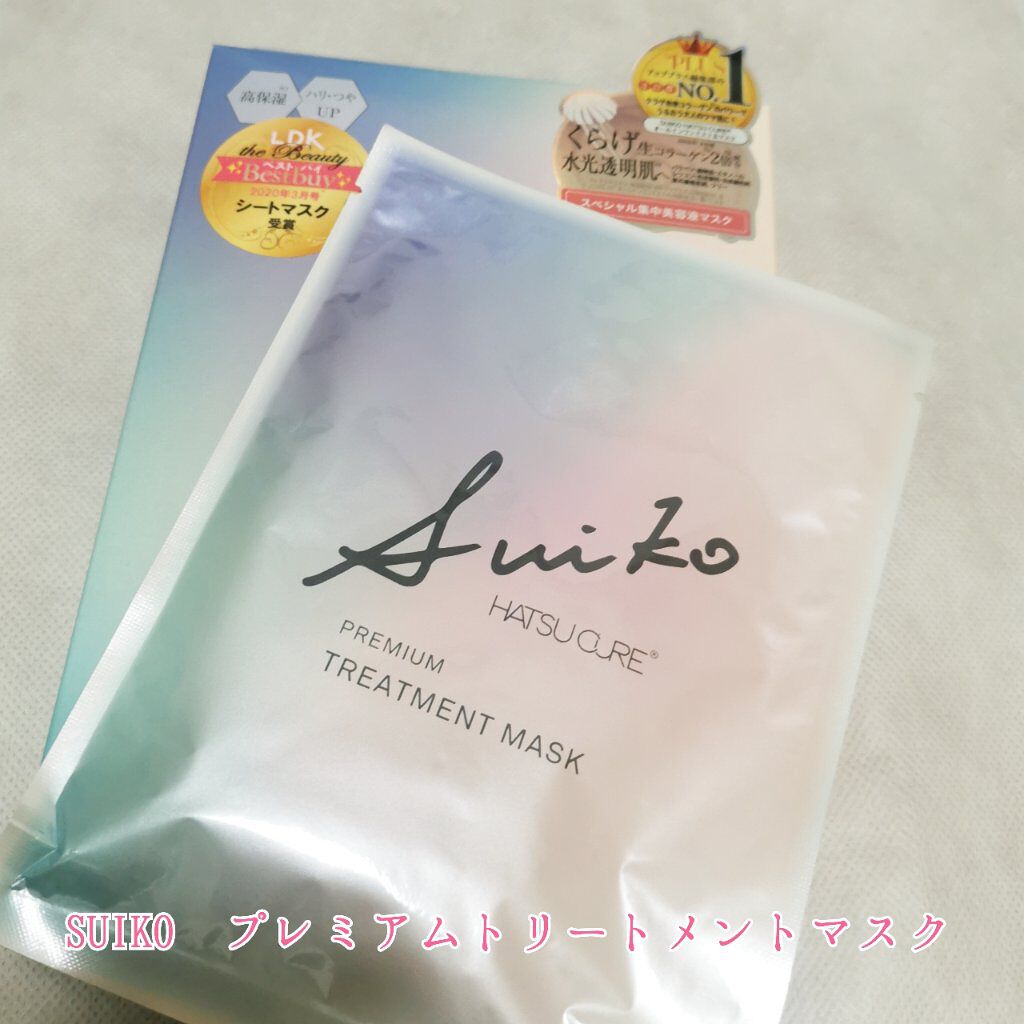 高保湿
ハリ・つや
UP
LDK
the Beauty
ベスト・バイ
Bestbuy
2020年3月号
シートマスク
受賞
PLUS
NO.1
くらげ生コラーゲン2倍
水光透明肌へ
スペシャル集中美容液マスク
Suiko
HATSU CURE®
PREMIUM
TREATMENT MASK
SUIKO プレミアムトリートメントマスク